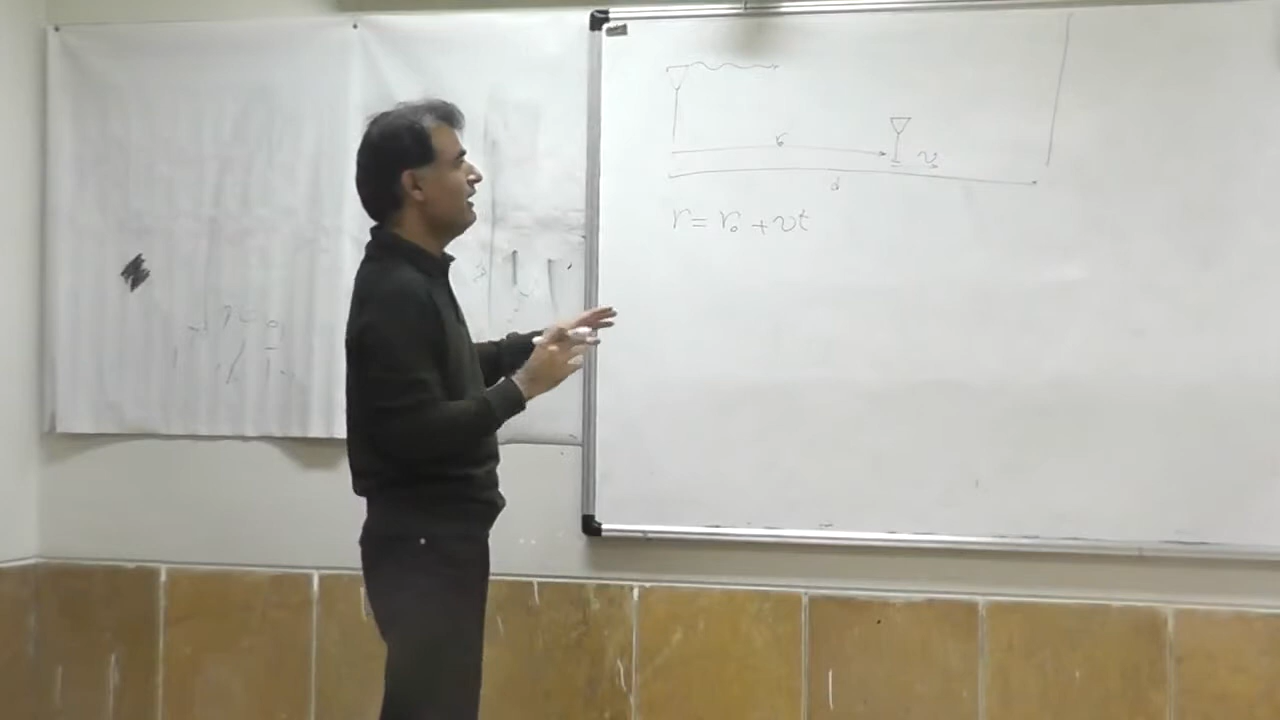 r
v
d
r = r₀ + vt